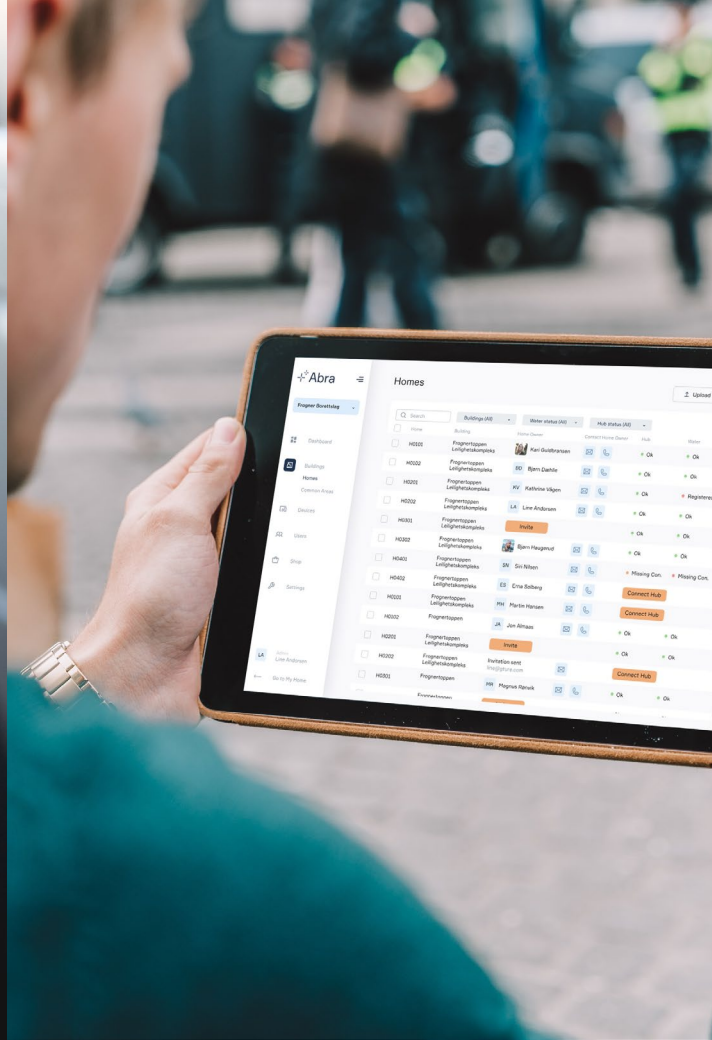 Abra
Homes
Upload
Frogner Borettslag
Search
Buildings (All)
Water status (All)
Hub status (All)
Home
Building
Home Owner
Contact Home Owner
Hub
Water
Dashboard
Buildings
Homes
Common Areas
Devices
Users
Shop
Settings
LA
Admin
Line Andersen
Go to My Home
H0101
Frognertoppen
Leilighetskompleks
Kari Guldbransen
Ok
Ok
H0102
Frognertoppen
Leilighetskompleks
BD
Bjørn Dæhlie
Ok
Ok
H0201
Frognertoppen
Leilighetskompleks
KV
Kathrine Vågen
Ok
Registered
H0202
Frognertoppen
Leilighetskompleks
LA
Line Andersen
Ok
Ok
H0301
Frognertoppen
Leilighetskompleks
Invite
Ok
Ok
H0302
Frognertoppen
Leilighetskompleks
Bjørn Haugerud
Ok
Ok
H0401
Frognertoppen
Leilighetskompleks
SN
Siri Nilsen
Missing Con.
Missing Con.
H0402
Frognertoppen
Leilighetskompleks
ES
Erna Solberg
Connect Hub
H0101
Frognertoppen
Leilighetskompleks
MH
Martin Hansen
Connect Hub
H0102
Frognertoppen
JA
Jon Almaas
Ok
Ok
H0201
Frognertoppen
Leilighetskompleks
Invite
Ok
Ok
H0202
Frognertoppen
Leilighetskompleks
Invitation sent
Connect Hub
H0301
Frognertoppen
MR
Magnus Rønvik
Ok
Ok
Frognertoppen